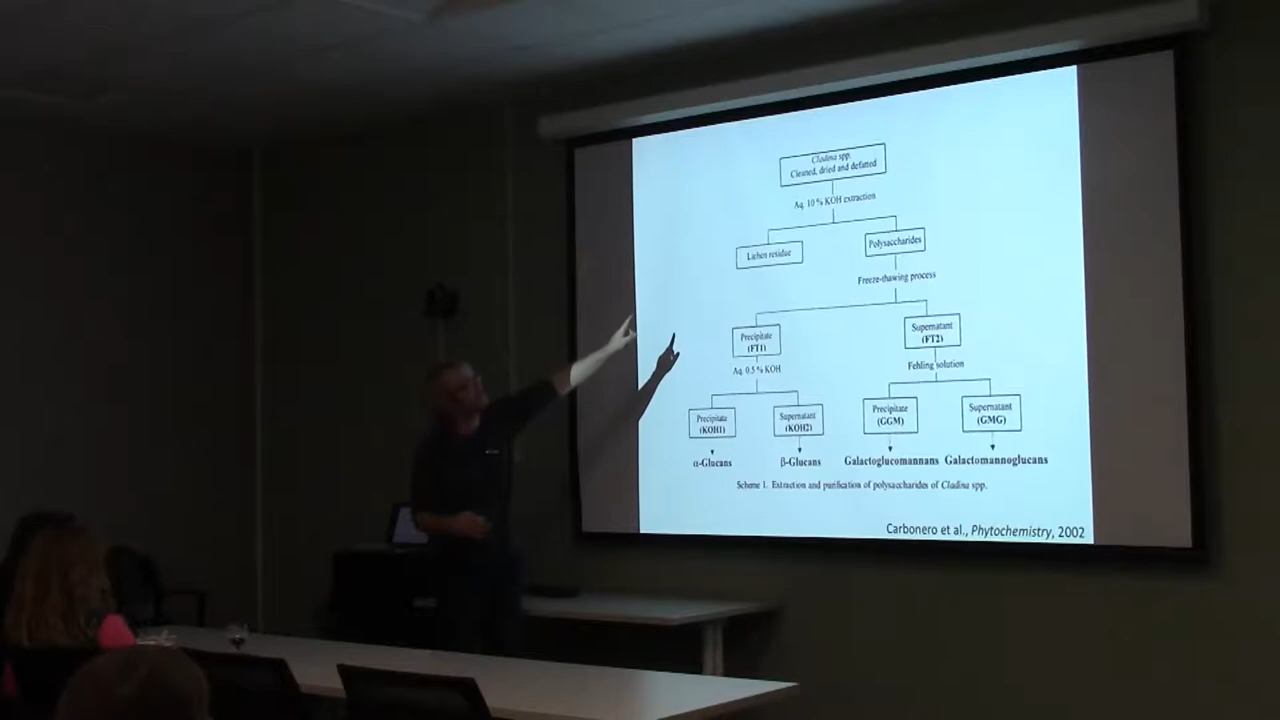 Cladina spp.
Cleaned, dried and defatted
Aq. 10 % KOH extraction
Lichen residue
Polysaccharides
Freeze-thawing process
Precipitate
(FT1)
Supernatant
(FT2)
Aq. 0.5 % KOH
Fehling solution
Precipitate
(KOH1)
Supernatant
(KOH2)
Precipitate
(GGM)
Supernatant
(GMG)
α-Glucans
β-Glucans
Galactoglucomannans
Galactomannoglucans
Scheme 1. Extraction and purification of polysaccharides of Cladina spp.
Carbonero et al., Phytochemistry, 2002